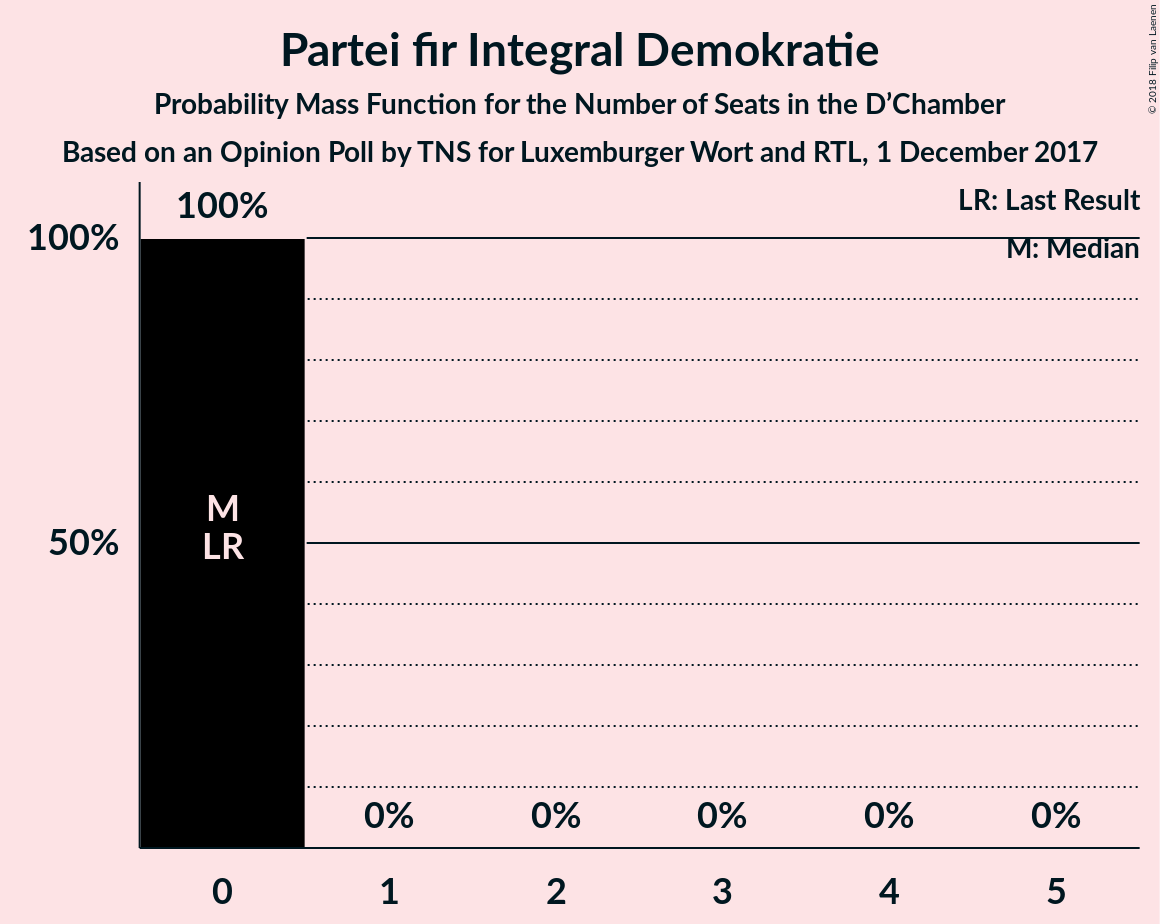 Partei fir Integral Demokratie
Probability Mass Function for the Number of Seats in the D’Chamber
Based on an Opinion Poll by TNS for Luxemburger Wort and RTL, 1 December 2017
© 2018 Filip van Laenen
LR: Last Result
M: Median
100%
100%
50%
M
LR
0% 0% 0% 0% 0%
0 1 2 3 4 5